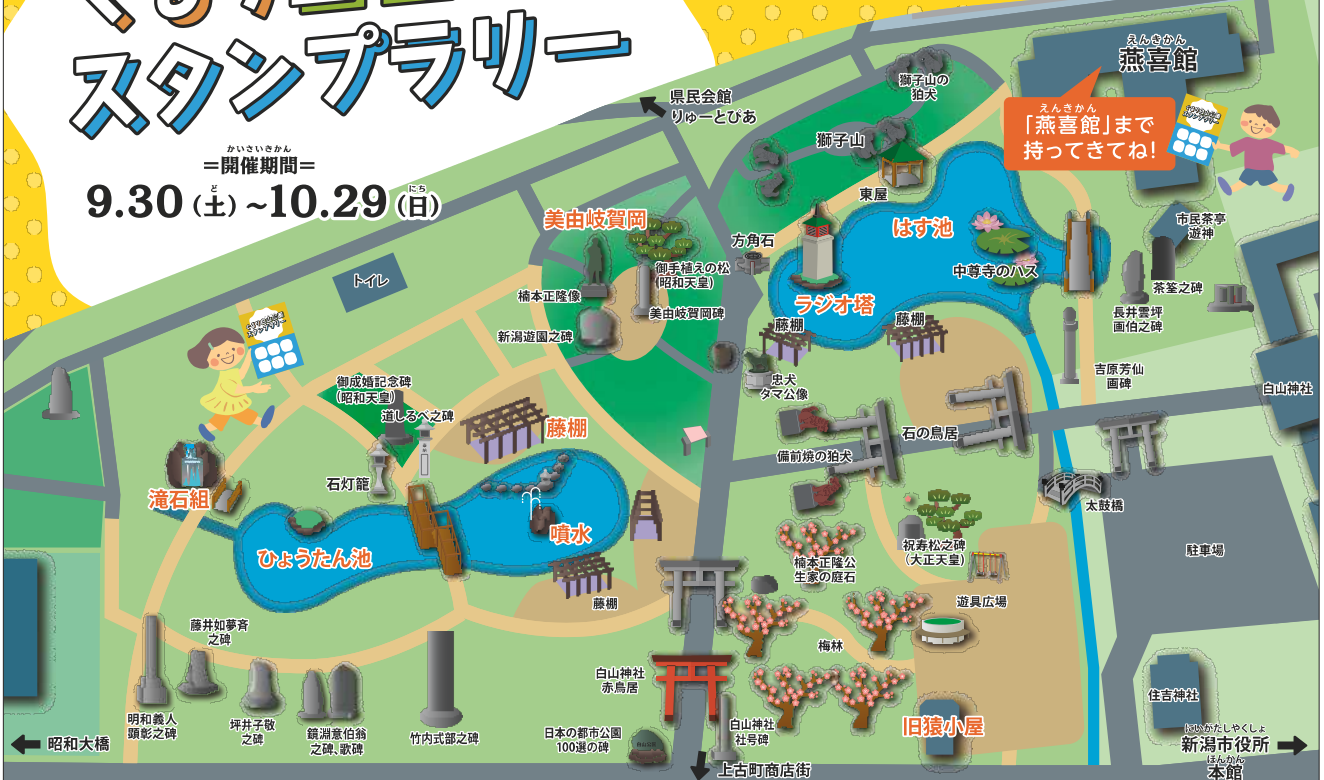 スタンプラリー
かいさいきかん
=開催期間=
9.30(土)~10.29(日)
ど
にち
県民会館
りゅーとぴあ
獅子山の
狛犬
獅子山
東屋
えんきかん
燕喜館
えんきかん
「燕喜館」まで
持ってきてね!
トイレ
美由岐賀岡
御手植えの松
(昭和天皇)
楠本正隆像
美由岐賀岡碑
新潟遊園之碑
方角石
はす池
中尊寺のハス
ラジオ塔
藤棚
藤棚
市民茶亭
遊神
茶筌之碑
長井雲坪
画伯之碑
吉原芳仙
画碑
白山神社
忠犬
タマ公像
御成婚記念碑
(昭和天皇)
道しるべ之碑
藤棚
石灯籠
滝石組
ひょうたん池
噴水
藤棚
石の鳥居
備前焼の狛犬
太鼓橋
駐車場
楠本正隆公
生家の庭石
祝寿松之碑
(大正天皇)
遊具広場
梅林
藤井如夢斉
之碑
明和義人
顕彰之碑
坪井子敬
之碑
鏡淵意伯翁
之碑、歌碑
竹内式部之碑
白山神社
赤鳥居
日本の都市公園
100選の碑
白山神社
社号碑
旧猿小屋
住吉神社
昭和大橋
上古町商店街
にいがたしやくしょ
新潟市役所
ほんかん
本館